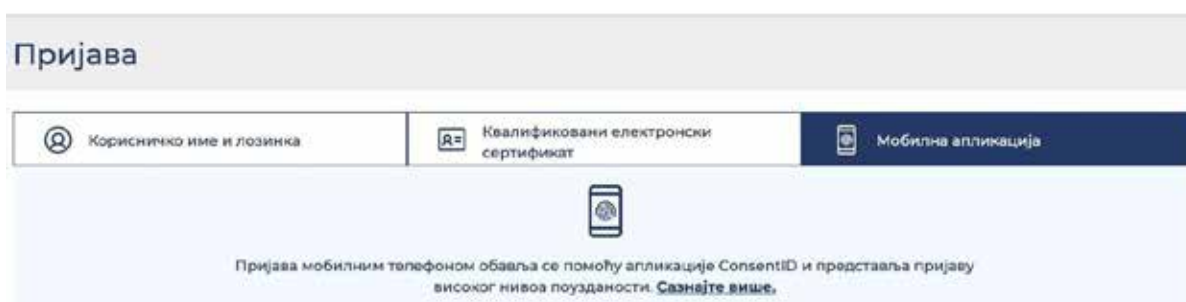 Пријава
Корисничко име и лозинка
Квалификовани електронски
сертификат
Мобилна апликација
Пријава мобилним телефоном обавља се помоћу апликације ConsentID и представља пријаву
високог нивоа поузданости. Сазнајте више.